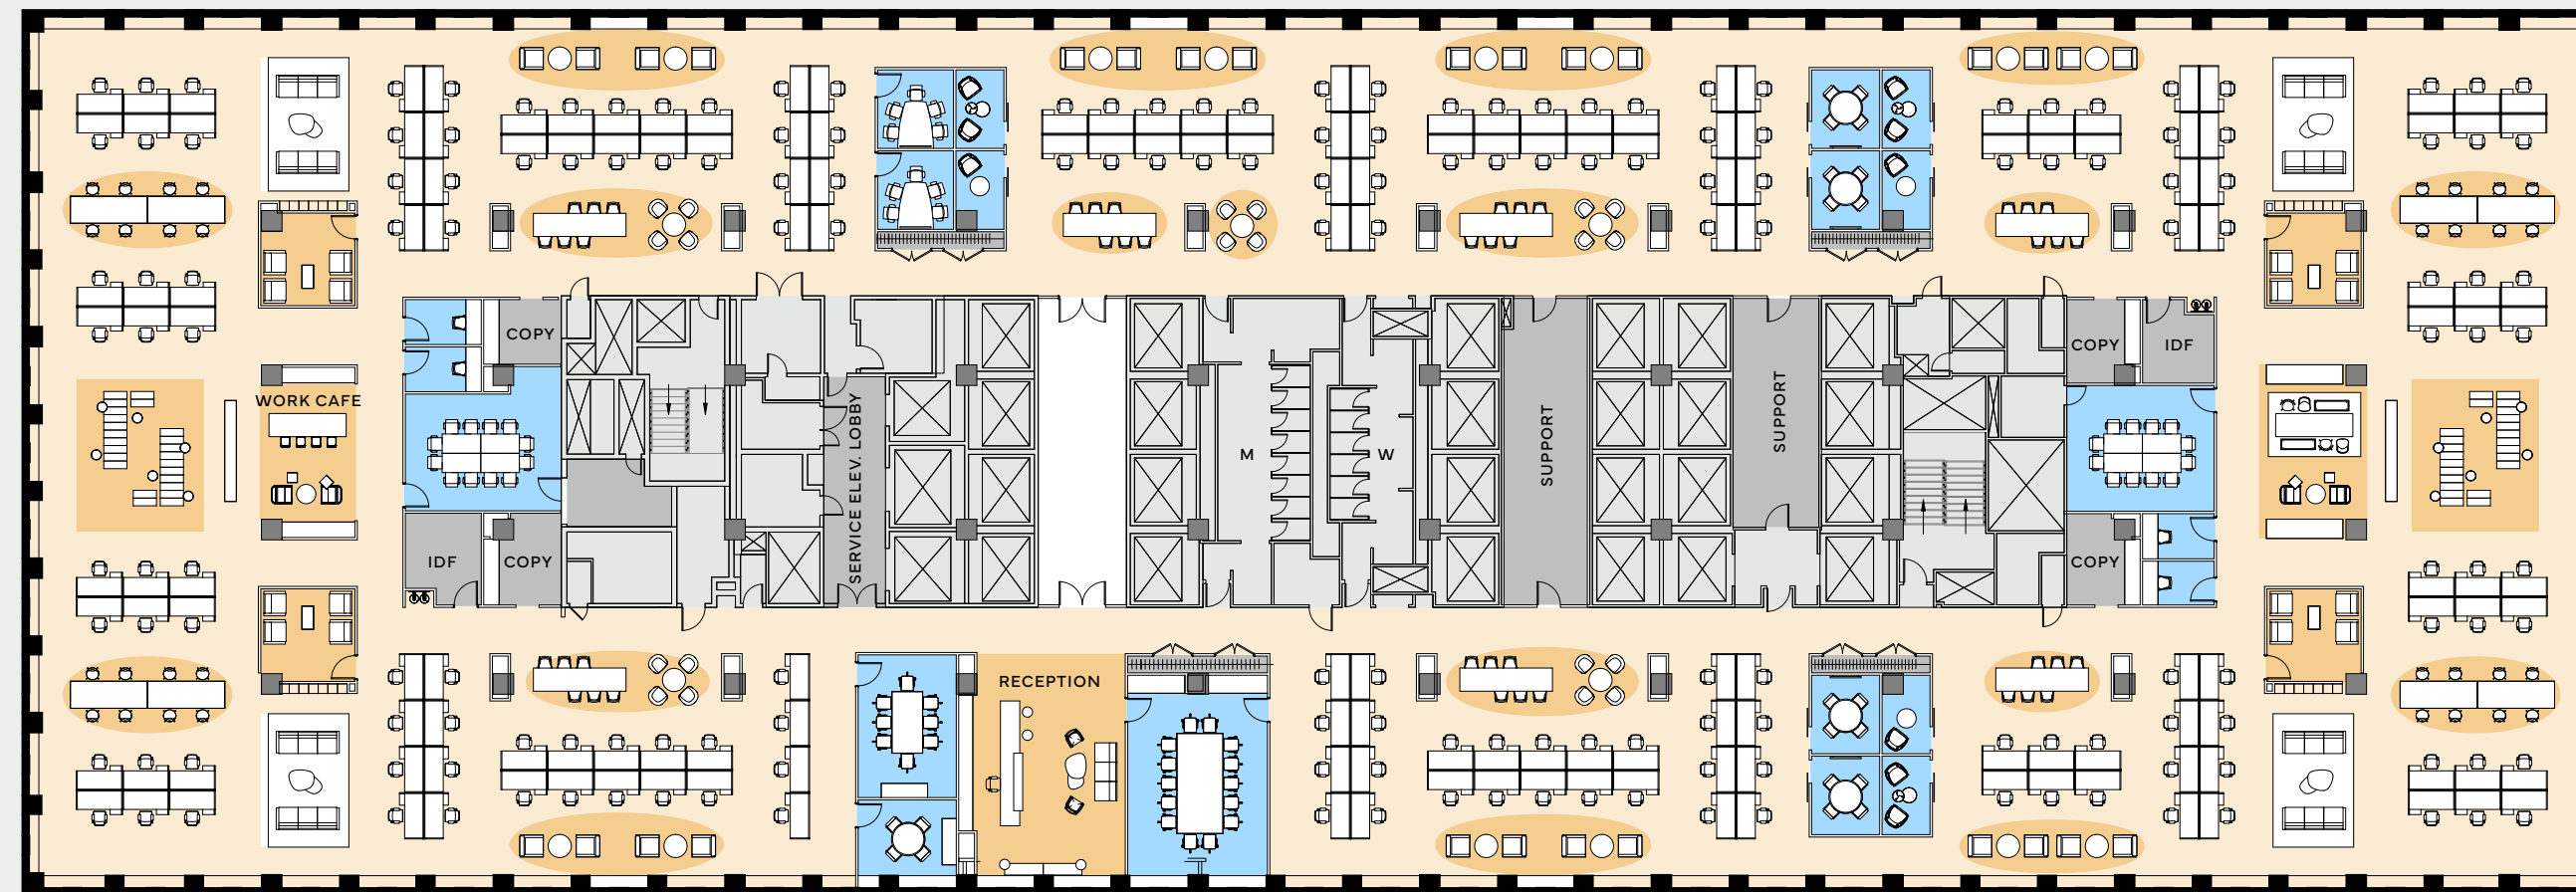 COPY
COPY
IDF
WORK CAFE
SERVICE ELEV. LOBBY
M
W
SUPPORT
SUPPORT
IDF
COPY
COPY
RECEPTION